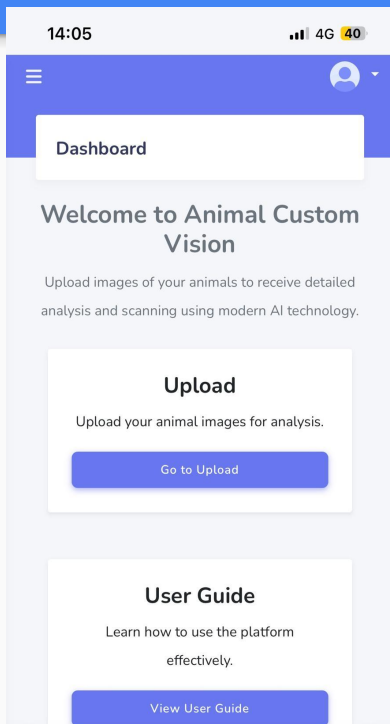 14:05 4G 40
Dashboard
Welcome to Animal Custom
Vision
Upload images of your animals to receive detailed
analysis and scanning using modern AI technology.
Upload
Upload your animal images for analysis.
Go to Upload
User Guide
Learn how to use the platform
effectively.
View User Guide